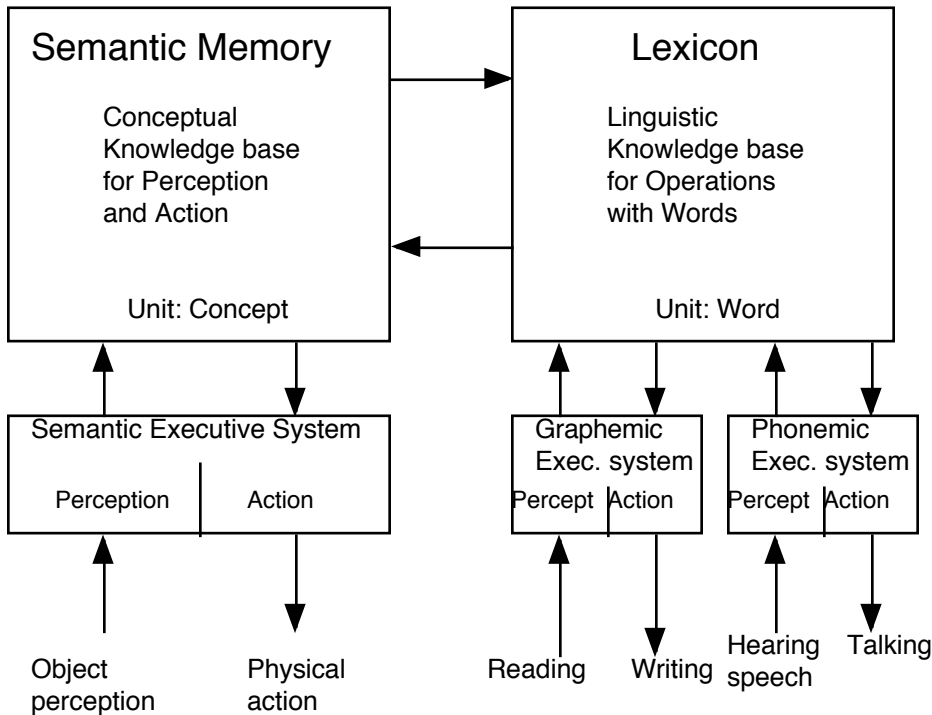 Semantic Memory
Conceptual
Knowledge base
for Perception
and Action
Unit: Concept
Lexicon
Linguistic
Knowledge base
for Operations
with Words
Unit: Word
Semantic Executive System
Perception
Action
Graphemic
Exec. system
Percept
Action
Phonemic
Exec. system
Percept
Action
Object
perception
Physical
action
Reading
Writing
Hearing
speech
Talking